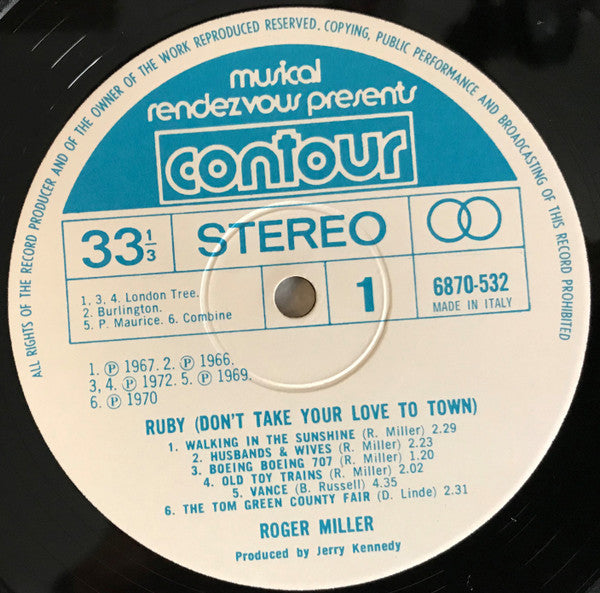 ALL RIGHTS OF THE RECORD PRODUCER AND OF THE OWNER OF THE WORK REPRODUCED RESERVED. COPYING, PUBLIC PERFORMANCE AND BROADCASTING OF THIS RECORD PROHIBITED
musical
rendezvous presents
contour
33 1/3
STEREO
1. 3. 4. London Tree.
2. Burlington.
5. P. Maurice. 6. Combine
1
6870-532
MADE IN ITALY
1. ℗ 1967. 2. ℗ 1966.
3, 4. ℗ 1972. 5. ℗ 1969.
6. ℗ 1970
RUBY (DON'T TAKE YOUR LOVE TO TOWN)
1. WALKING IN THE SUNSHINE (R. Miller) 2.29
2. HUSBANDS & WIVES (R. Miller) 2.23
3. BOEING BOEING 707 (R. Miller) 1.20
4. OLD TOY TRAINS (R. Miller) 2.02
5. VANCE (B. Russell) 4.35
6. THE TOM GREEN COUNTY FAIR (D. Linde) 2.31
ROGER MILLER
Produced by Jerry Kennedy